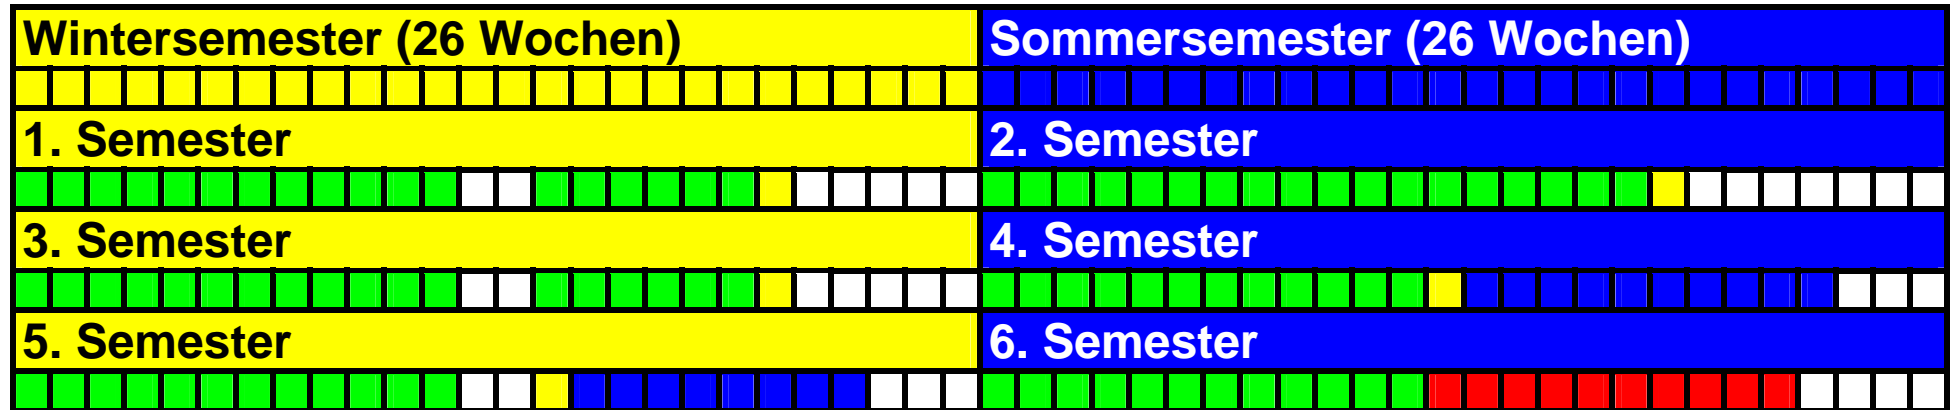 Wintersemester (26 Wochen) Sommersemester (26 Wochen)
1. Semester 2. Semester
3. Semester 4. Semester
5. Semester 6. Semester